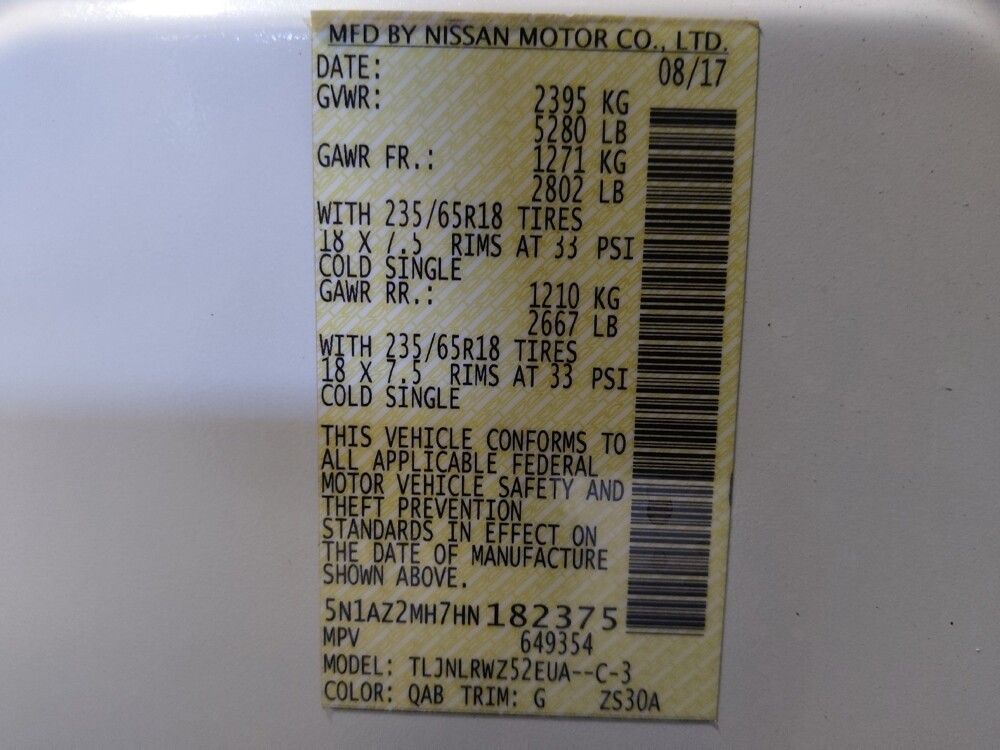 MFD BY NISSAN MOTOR CO., LTD.
DATE: 08/17
GVWR: 2395 KG
5280 LB
GAWR FR.: 1271 KG
2802 LB
WITH 235/65R18 TIRES
18 X 7.5 RIMS AT 33 PSI
COLD SINGLE
GAWR RR.: 1210 KG
2667 LB
WITH 235/65R18 TIRES
18 X 7.5 RIMS AT 33 PSI
COLD SINGLE
THIS VEHICLE CONFORMS TO
ALL APPLICABLE FEDERAL
MOTOR VEHICLE SAFETY AND
THEFT PREVENTION
STANDARDS IN EFFECT ON
THE DATE OF MANUFACTURE
SHOWN ABOVE.
5N1AZ2MH7HN182375
MPV 649354
MODEL: TLJNLRWZ52EUA--C-3
COLOR: QAB TRIM: G ZS30A